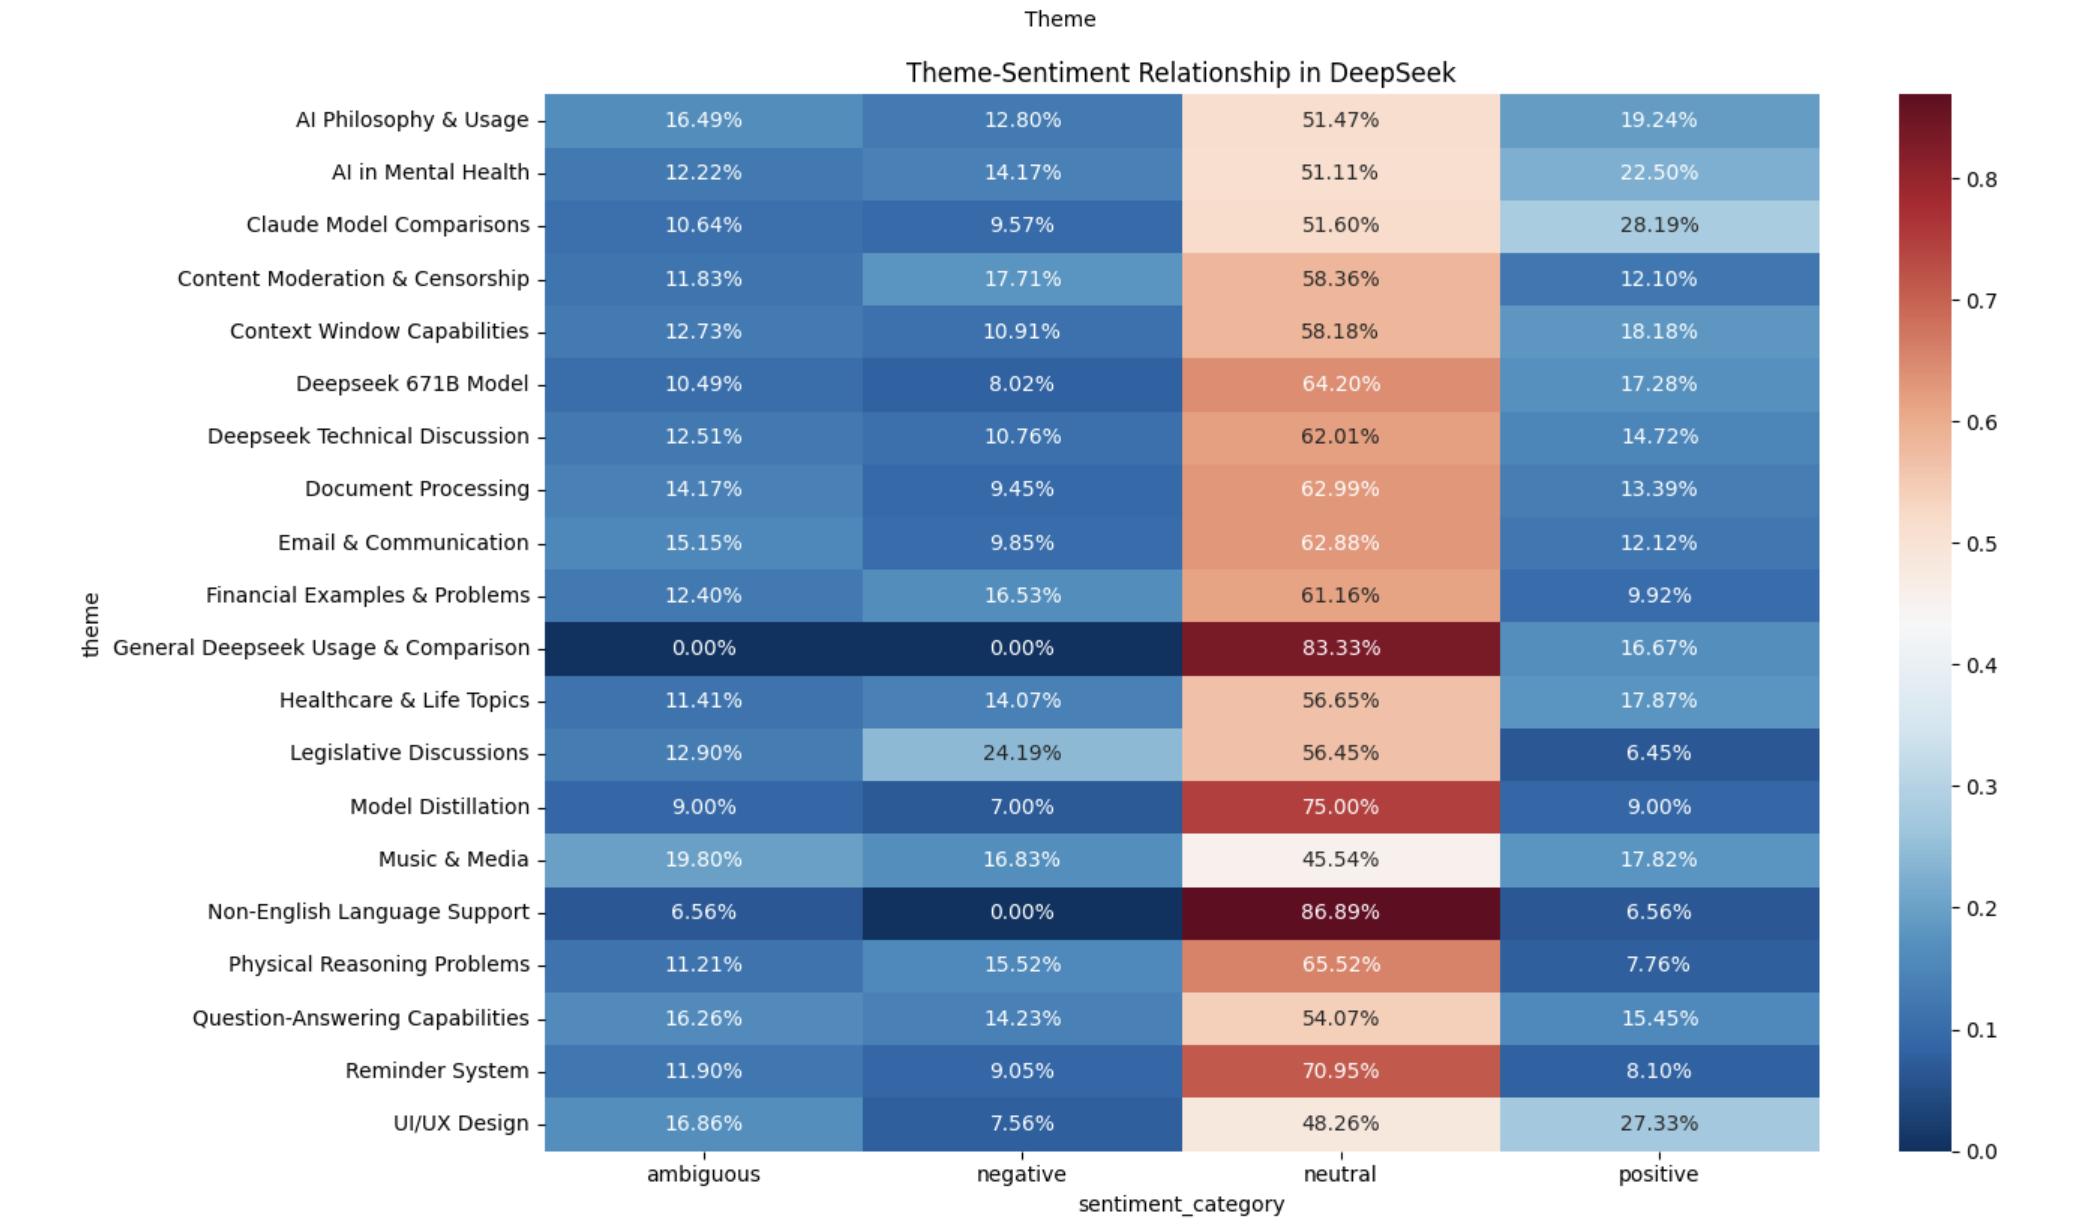 Theme
Theme-Sentiment Relationship in DeepSeek
AI Philosophy & Usage 16.49% 12.80% 51.47% 19.24%
AI in Mental Health 12.22% 14.17% 51.11% 22.50%
Claude Model Comparisons 10.64% 9.57% 51.60% 28.19%
Content Moderation & Censorship 11.83% 17.71% 58.36% 12.10%
Context Window Capabilities 12.73% 10.91% 58.18% 18.18%
Deepseek 671B Model 10.49% 8.02% 64.20% 17.28%
Deepseek Technical Discussion 12.51% 10.76% 62.01% 14.72%
Document Processing 14.17% 9.45% 62.99% 13.39%
Email & Communication 15.15% 9.85% 62.88% 12.12%
Financial Examples & Problems 12.40% 16.53% 61.16% 9.92%
General Deepseek Usage & Comparison 0.00% 0.00% 83.33% 16.67%
Healthcare & Life Topics 11.41% 14.07% 56.65% 17.87%
Legislative Discussions 12.90% 24.19% 56.45% 6.45%
Model Distillation 9.00% 7.00% 75.00% 9.00%
Music & Media 19.80% 16.83% 45.54% 17.82%
Non-English Language Support 6.56% 0.00% 86.89% 6.56%
Physical Reasoning Problems 11.21% 15.52% 65.52% 7.76%
Question-Answering Capabilities 16.26% 14.23% 54.07% 15.45%
Reminder System 11.90% 9.05% 70.95% 8.10%
UI/UX Design 16.86% 7.56% 48.26% 27.33%
theme
ambiguous negative neutral positive
sentiment_category
0.8
0.7
0.6
0.5
0.4
0.3
0.2
0.1
0.0